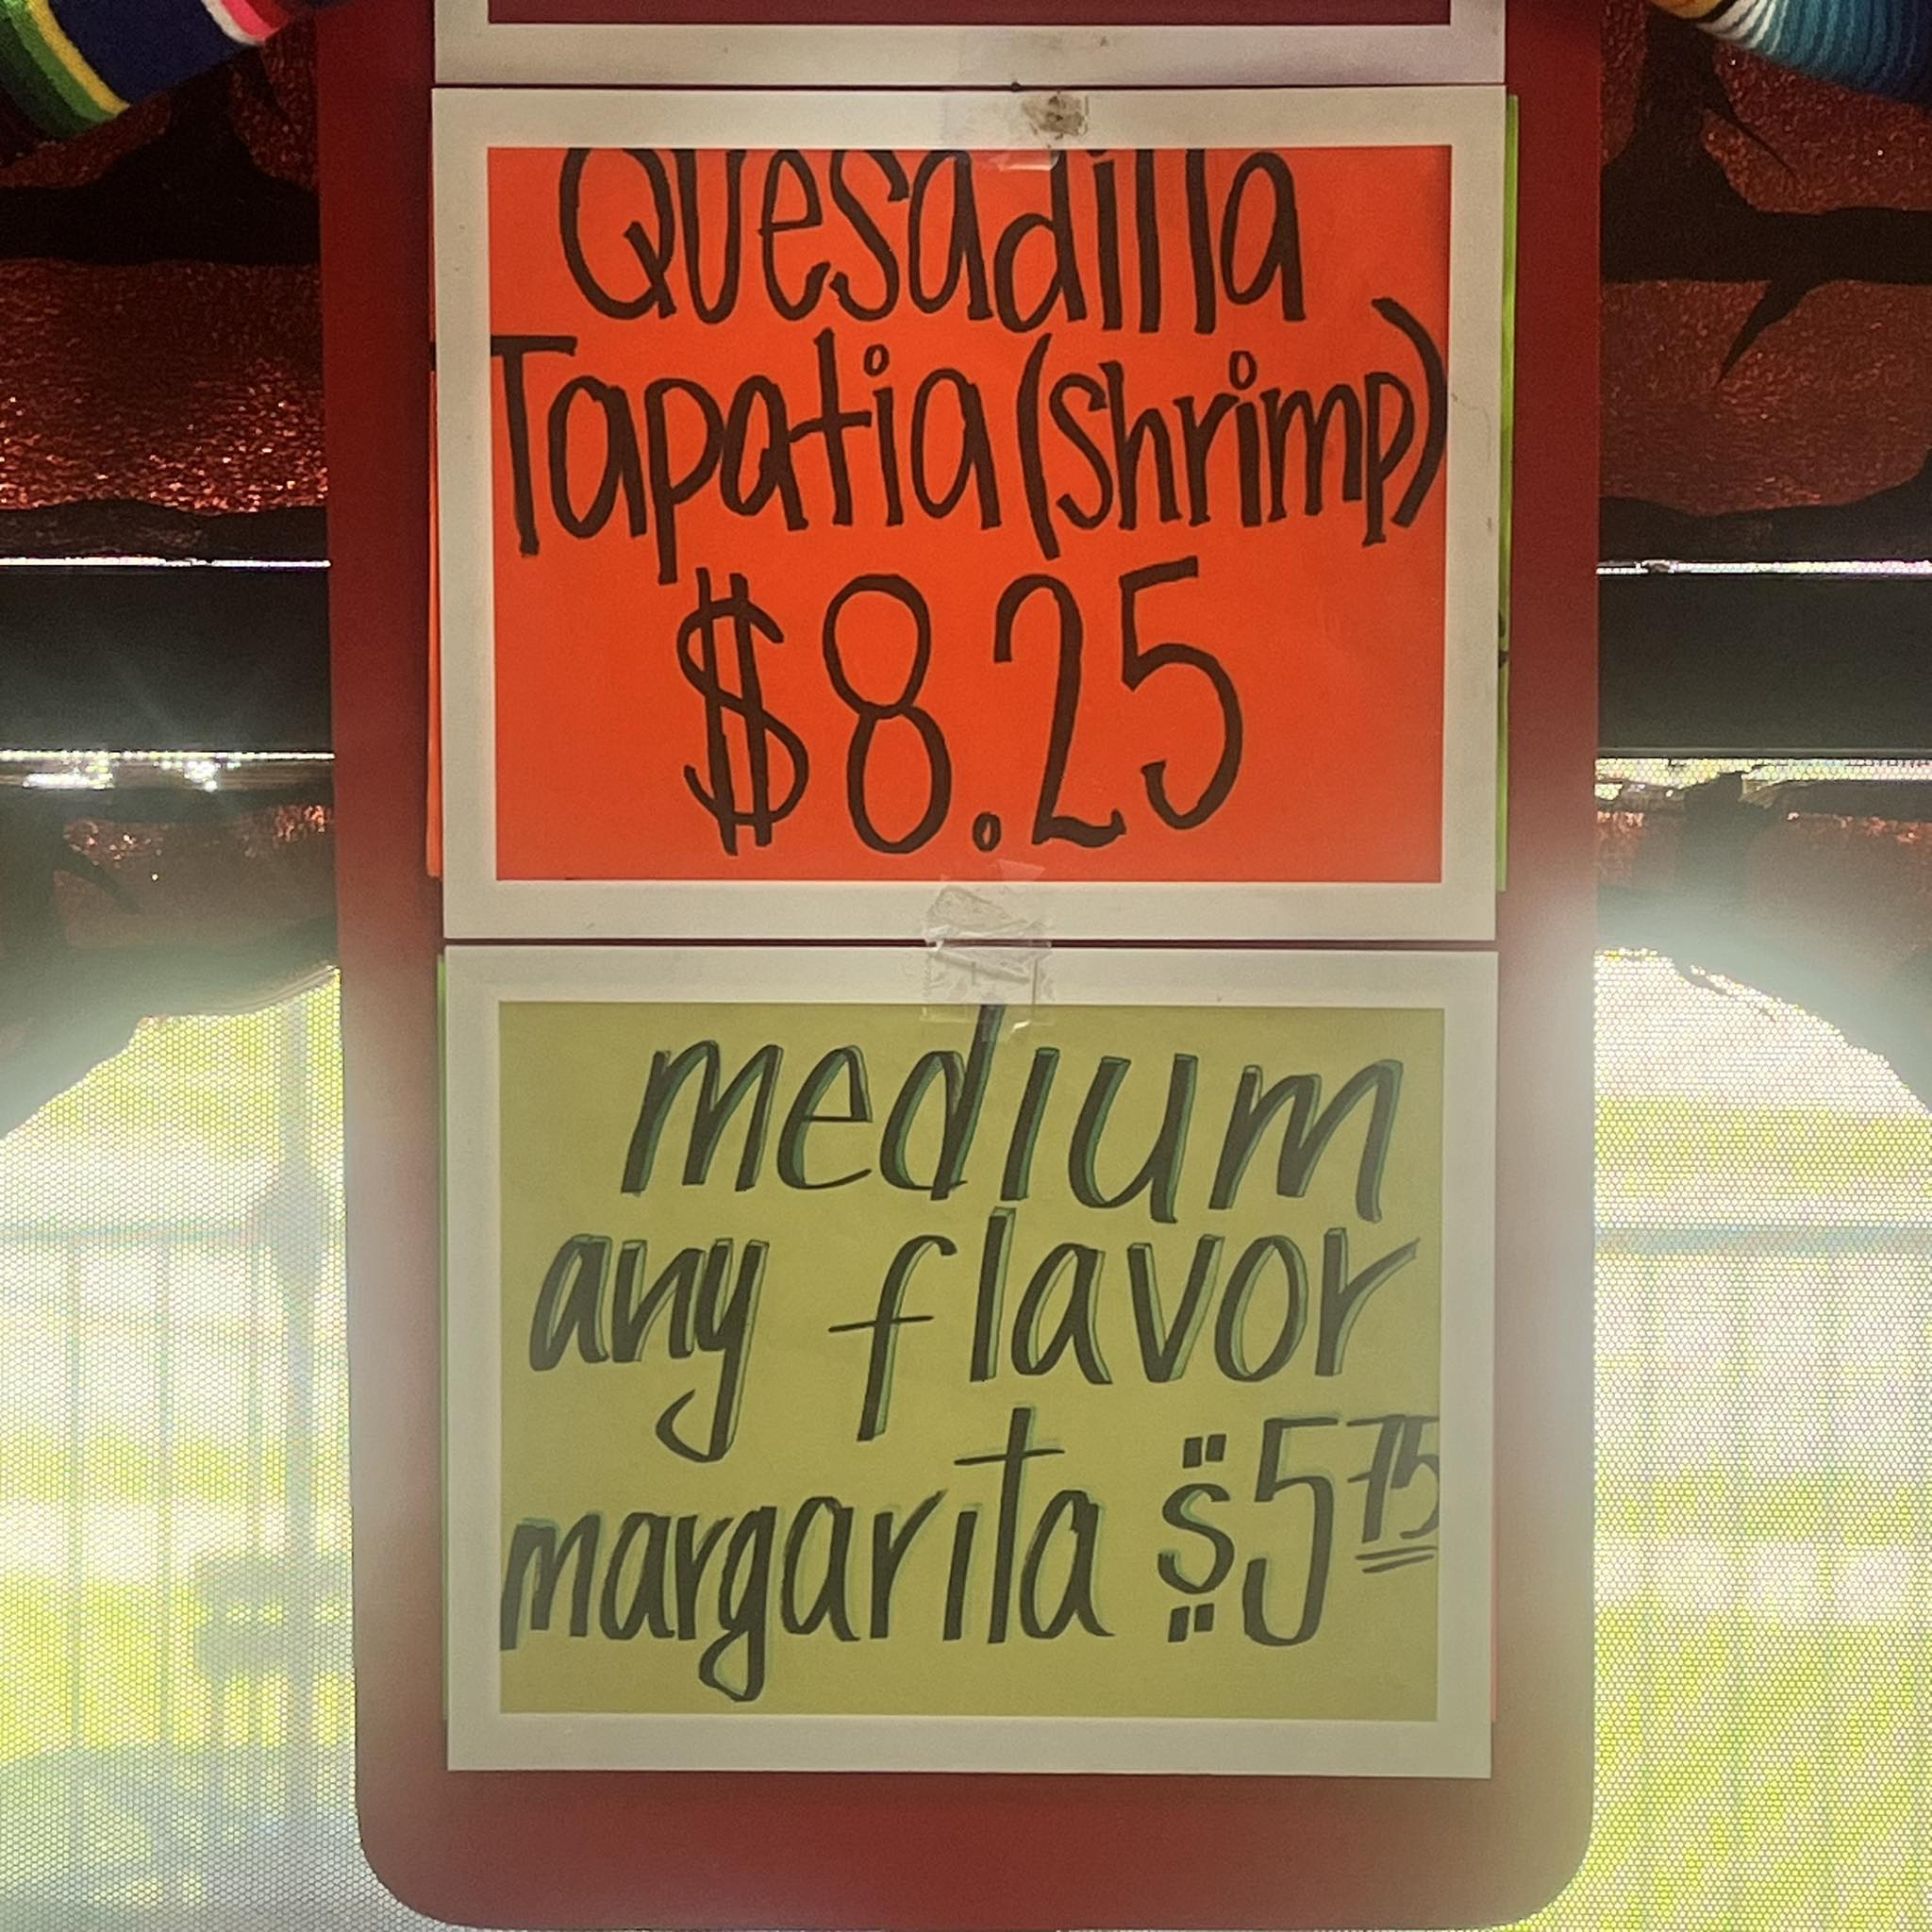 Quesadilla
Tapatia (shrimp)
$8.25
medium
any flavor
margarita $5 75